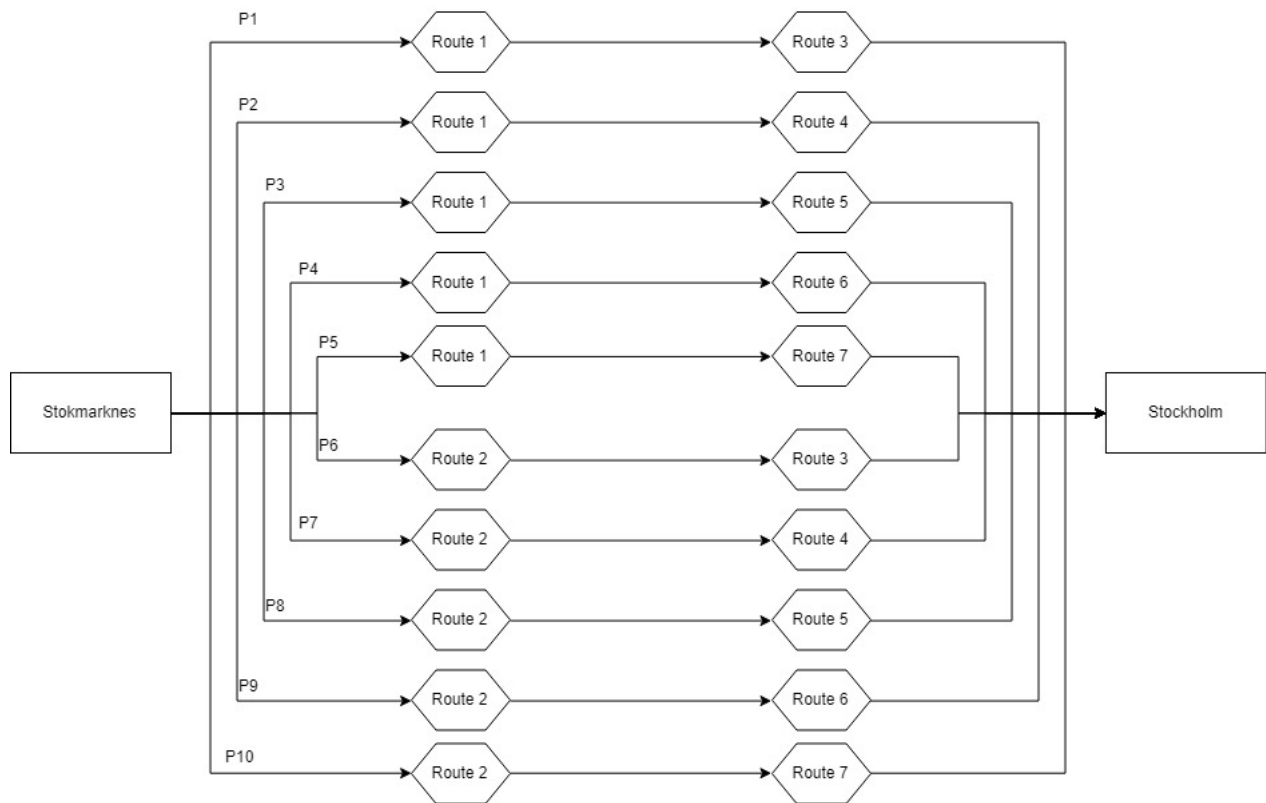 P1
Route 1
Route 3
P2
Route 1
Route 4
P3
Route 1
Route 5
P4
Route 1
Route 6
P5
Route 1
Route 7
Stokmarknes
Stockholm
P6
Route 2
Route 3
P7
Route 2
Route 4
P8
Route 2
Route 5
P9
Route 2
Route 6
P10
Route 2
Route 7